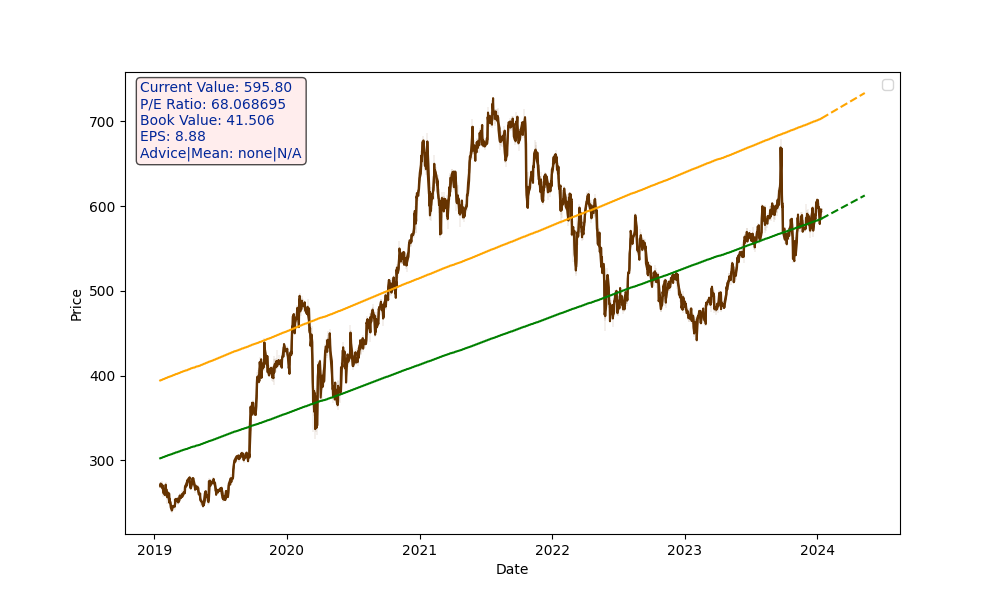 Current Value: 595.80
P/E Ratio: 68.068695
Book Value: 41.506
EPS: 8.88
Advice|Mean: none|N/A
700
600
500
400
300
Price
2019 2020 2021 2022 2023 2024
Date